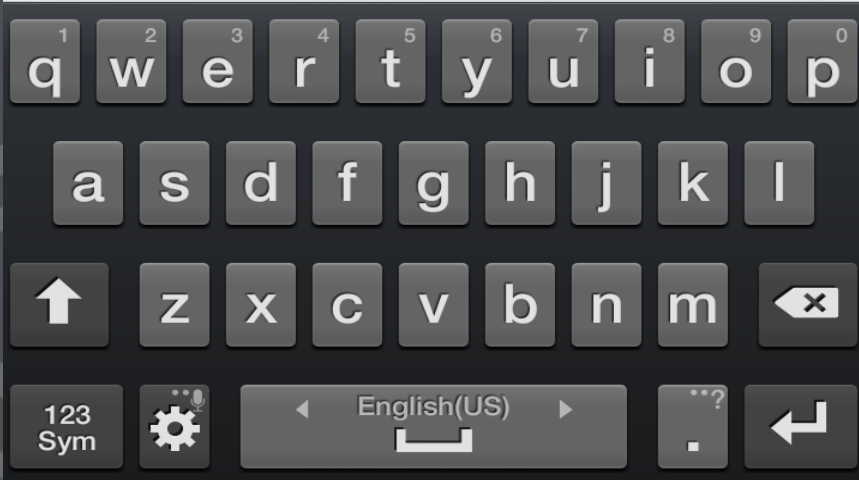 1 2 3 4 5 6 7 8 9 0
q w e r t y u i o p
a s d f g h j k l
z x c v b n m
123 English(US) ..?
Sym .